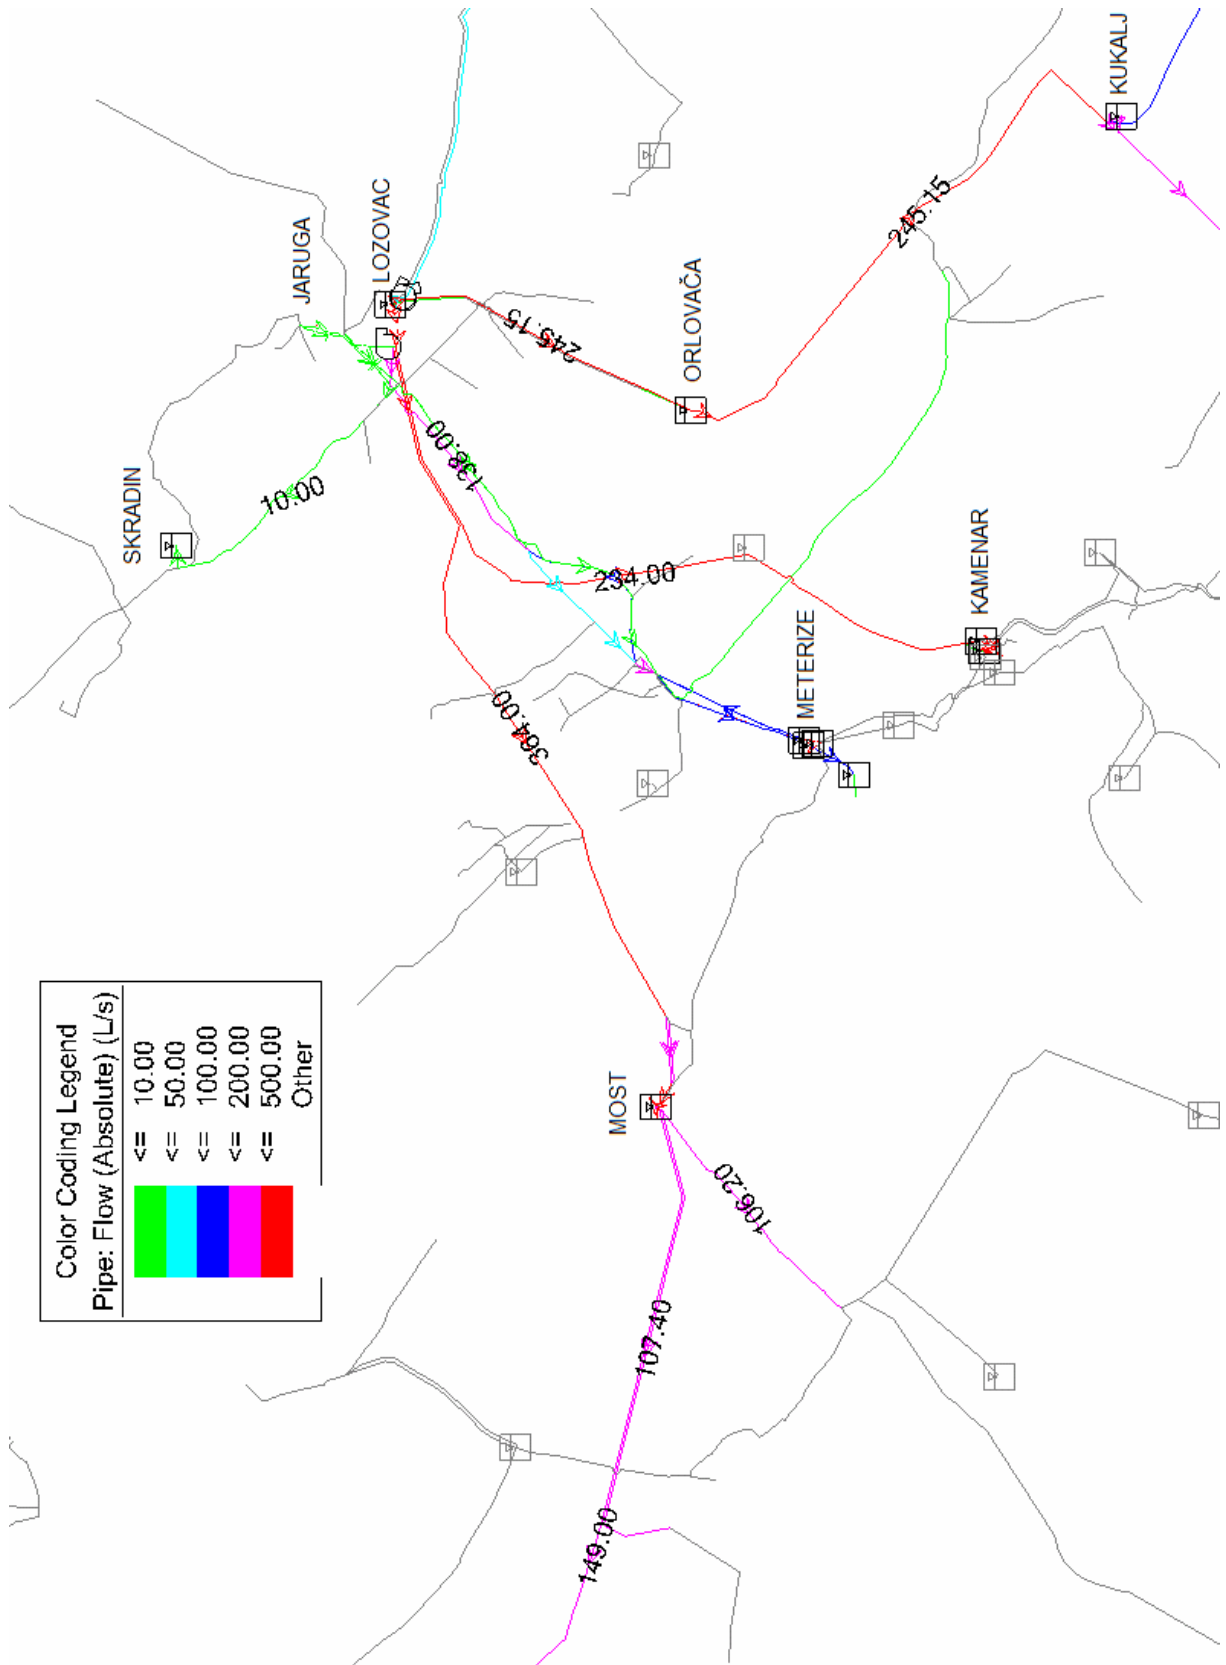 Color Coding Legend
Pipe: Flow (Absolute) (L/s)
<= 10.00
<= 50.00
<= 100.00
<= 200.00
<= 500.00
Other
SKRADIN
JARUGA
LOZOVAC
10.00
138.00
245.15
ORLOVAČA
245.15
KUKALJ
234.00
364.00
METERIZE
KAMENAR
MOST
106.20
107.40
149.00